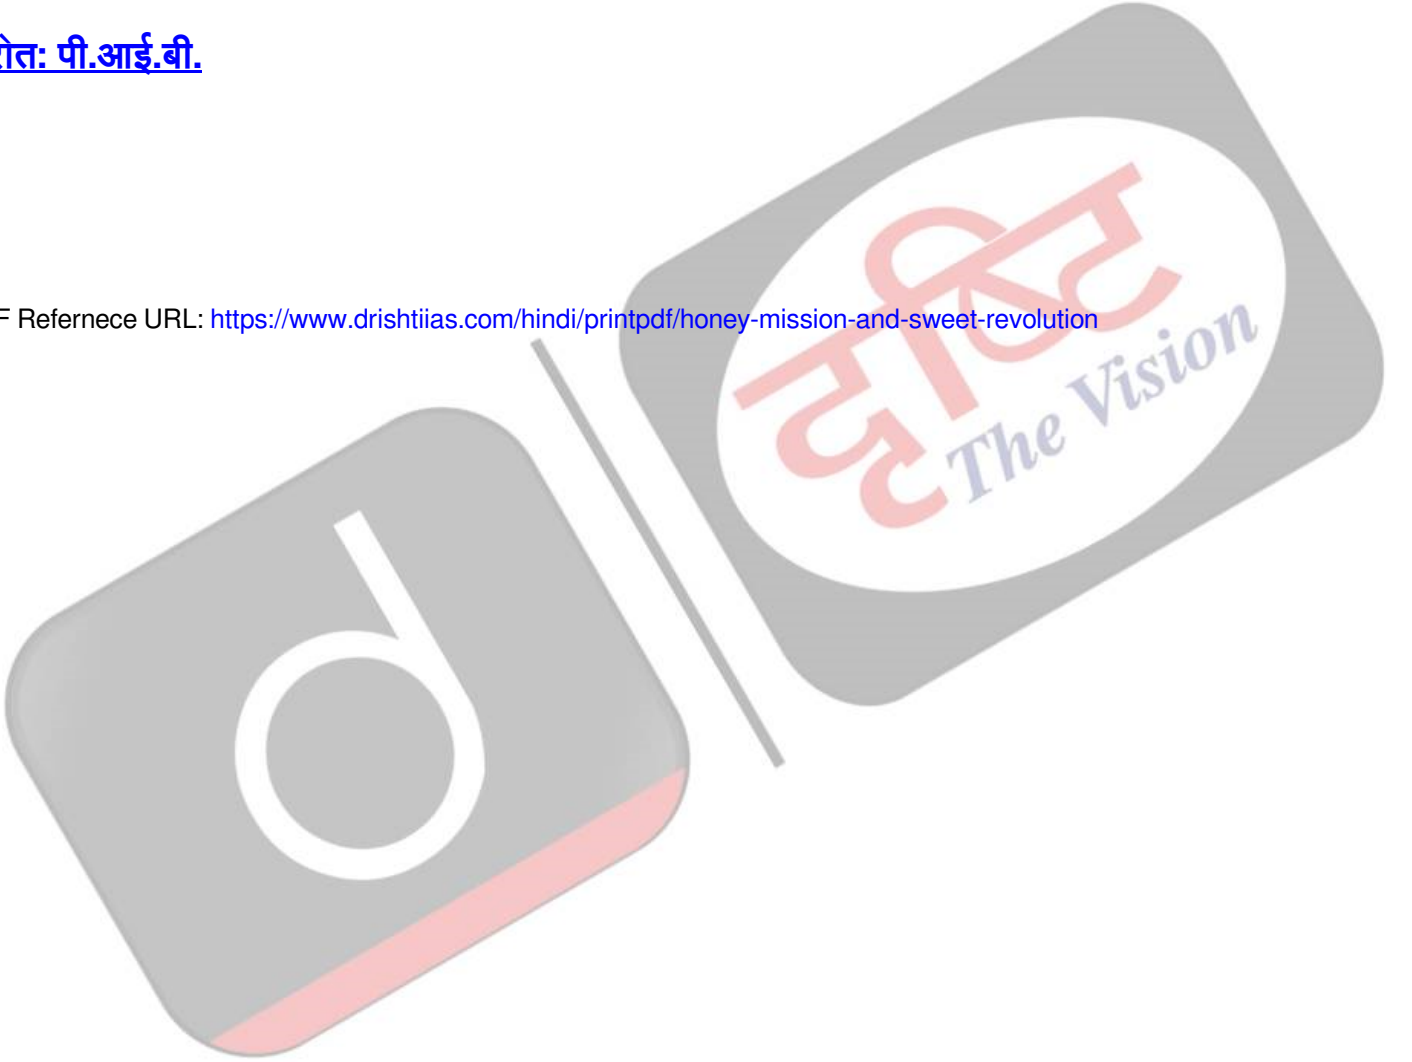 रोत: पी.आई.बी.
F Refernece URL: https://www.drishtiias.com/hindi/printpdf/honey-mission-and-sweet-revolution
दृष्टि
The Vision
d